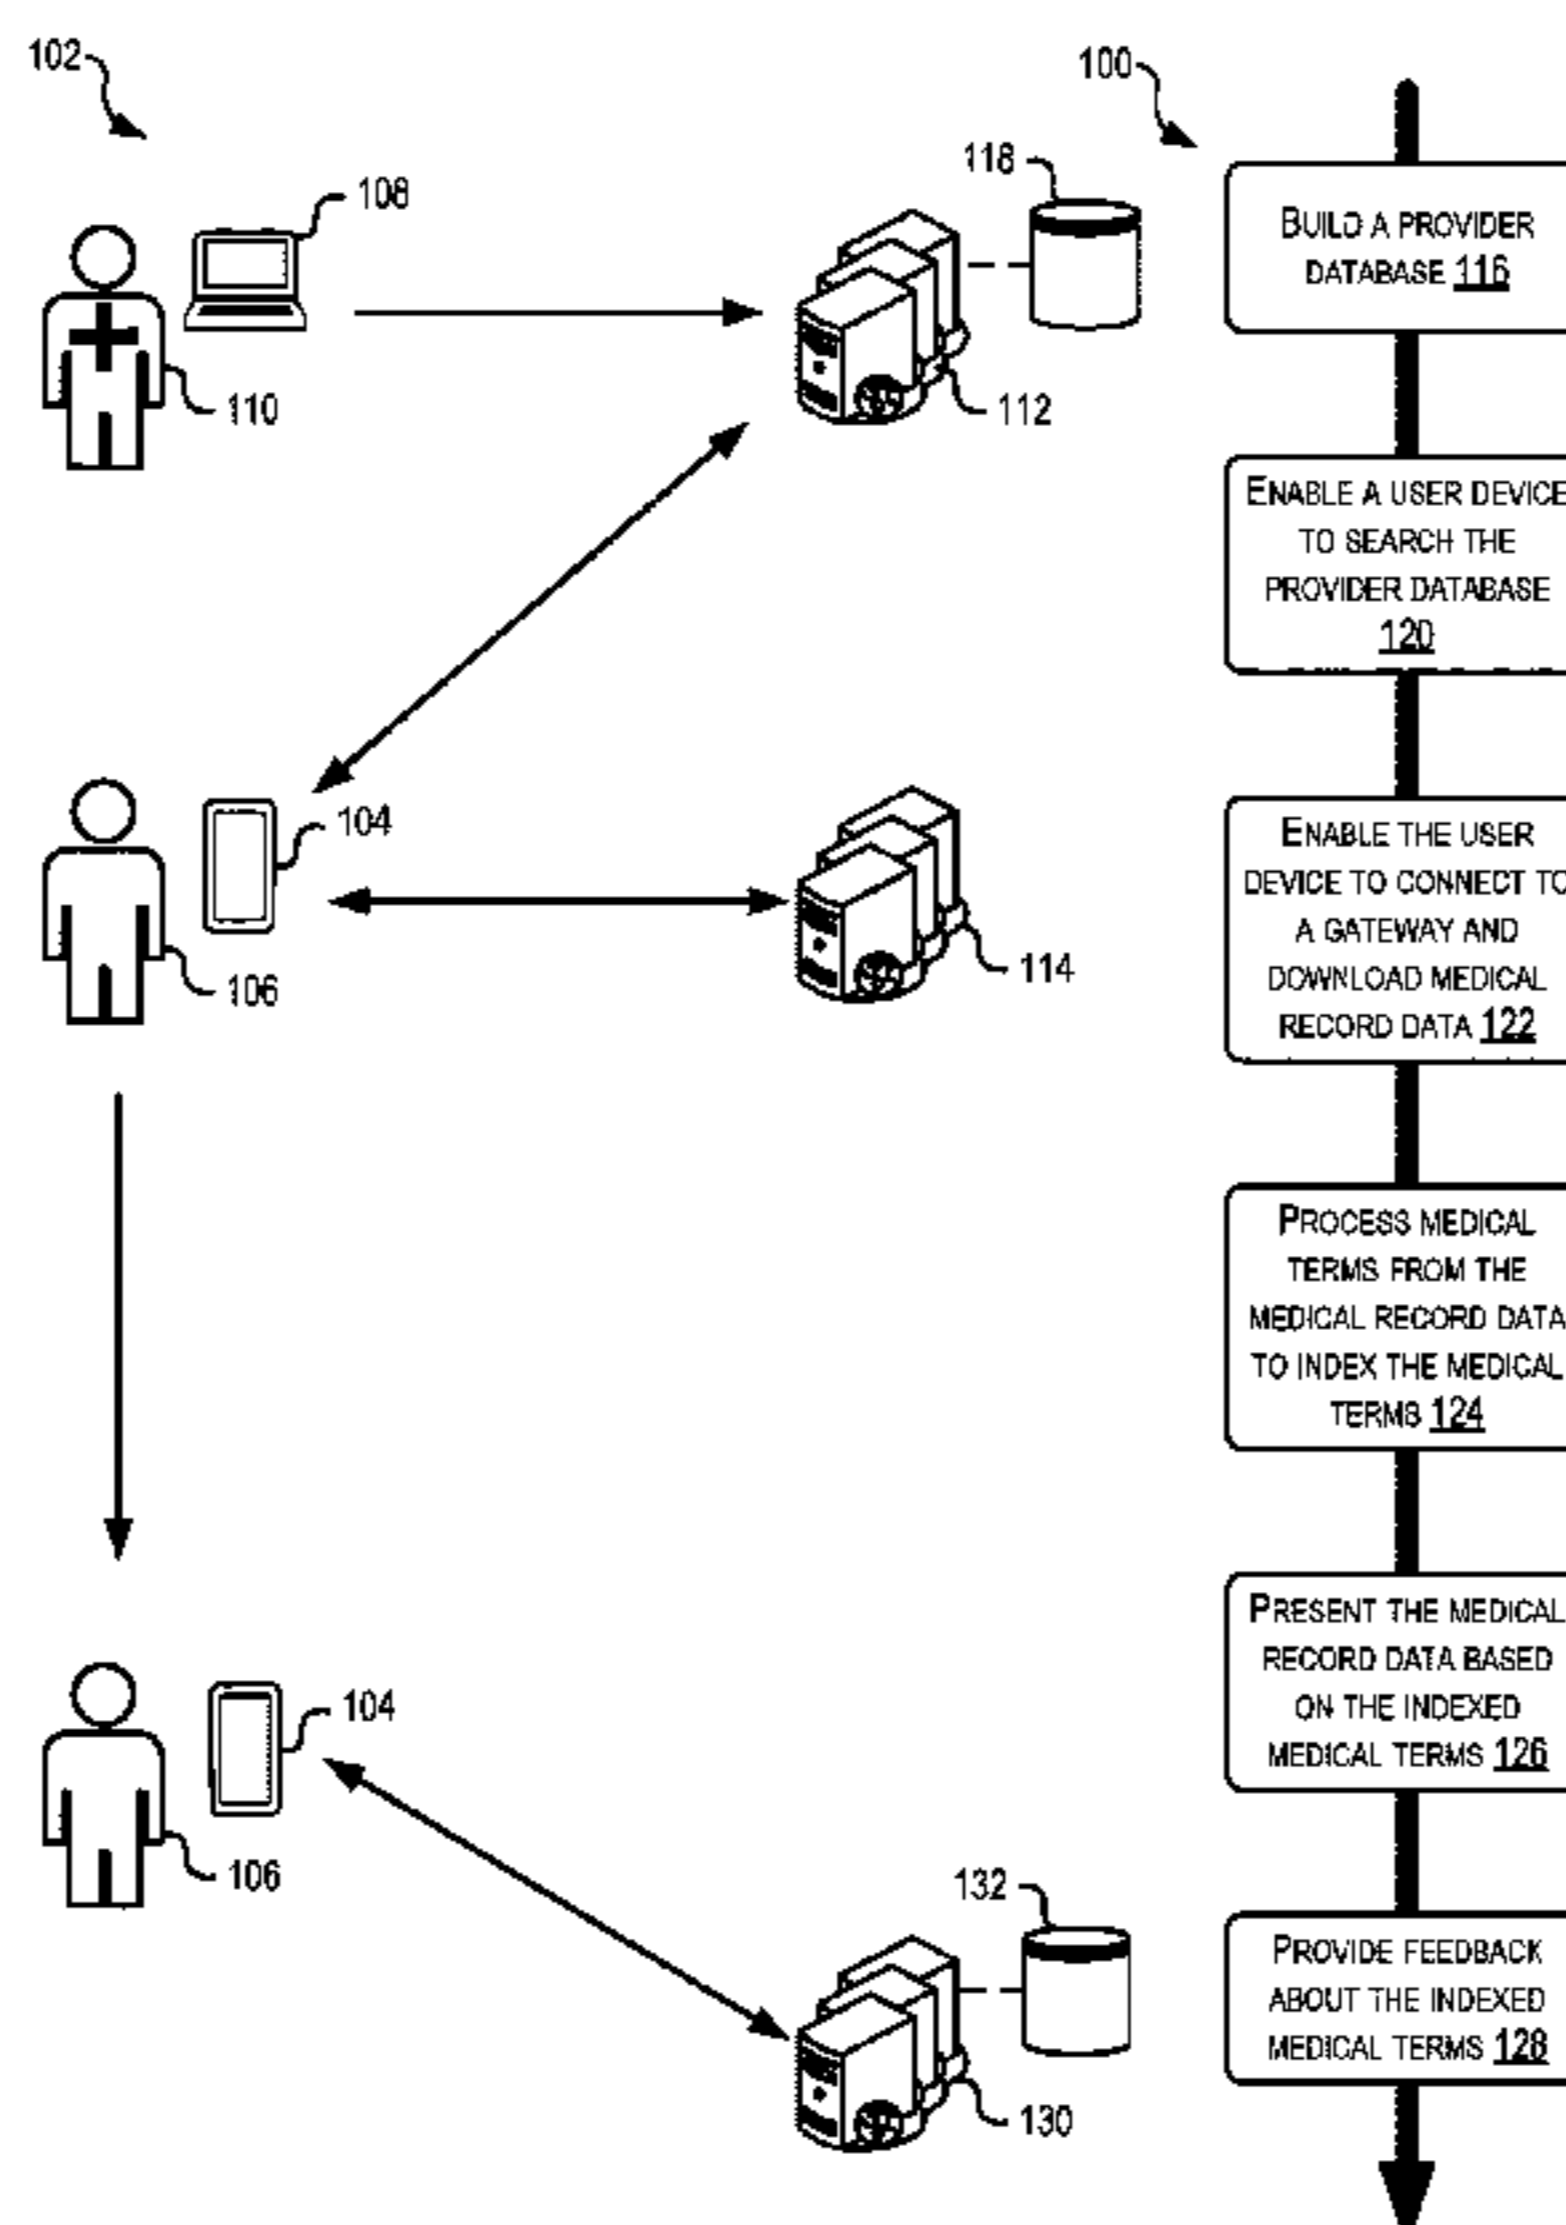 102
100
118
108
BUILD A PROVIDER
DATABASE 116
110
112
ENABLE A USER DEVICE
TO SEARCH THE
PROVIDER DATABASE
120
104
ENABLE THE USER
DEVICE TO CONNECT TO
A GATEWAY AND
DOWNLOAD MEDICAL
RECORD DATA 122
106
114
PROCESS MEDICAL
TERMS FROM THE
MEDICAL RECORD DATA
TO INDEX THE MEDICAL
TERMS 124
PRESENT THE MEDICAL
RECORD DATA BASED
ON THE INDEXED
MEDICAL TERMS 126
104
106
132
PROVIDE FEEDBACK
ABOUT THE INDEXED
MEDICAL TERMS 128
130